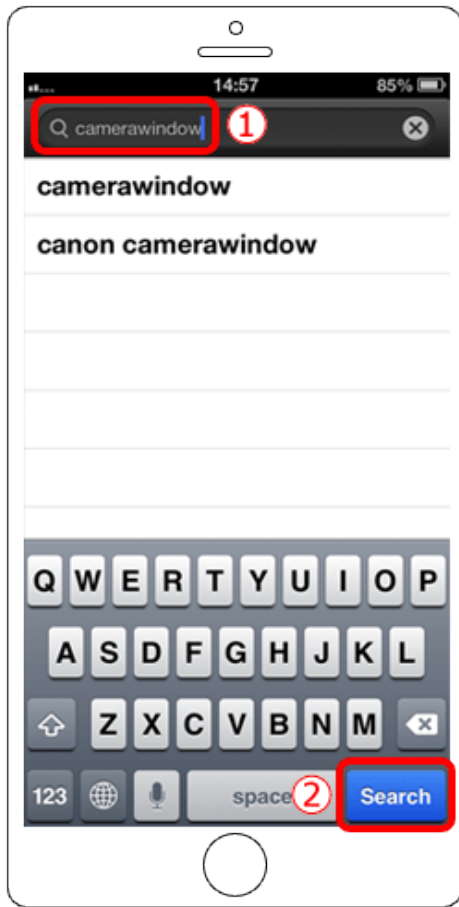 14:57 85%
camerawindow ①
camerawindow
canon camerawindow
Q W E R T Y U I O P
A S D F G H J K L
Z X C V B N M
123 space ② Search